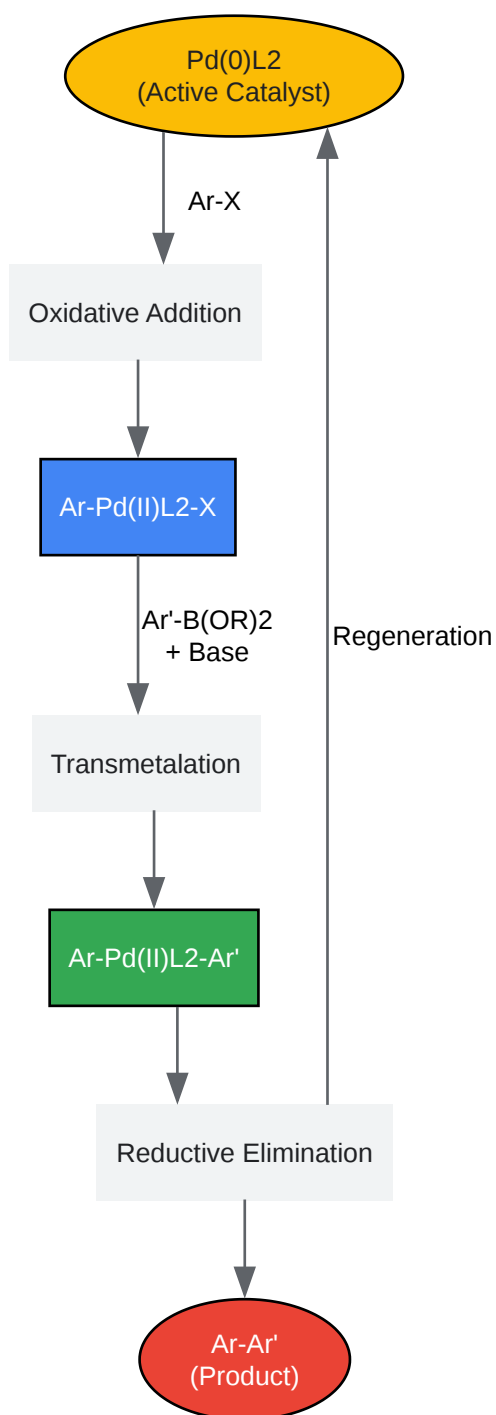 Pd(0)L2
(Active Catalyst)
Ar-X
Oxidative Addition
Ar-Pd(II)L2-X
Ar'-B(OR)2
+ Base
Regeneration
Transmetalation
Ar-Pd(II)L2-Ar'
Reductive Elimination
Ar-Ar'
(Product)